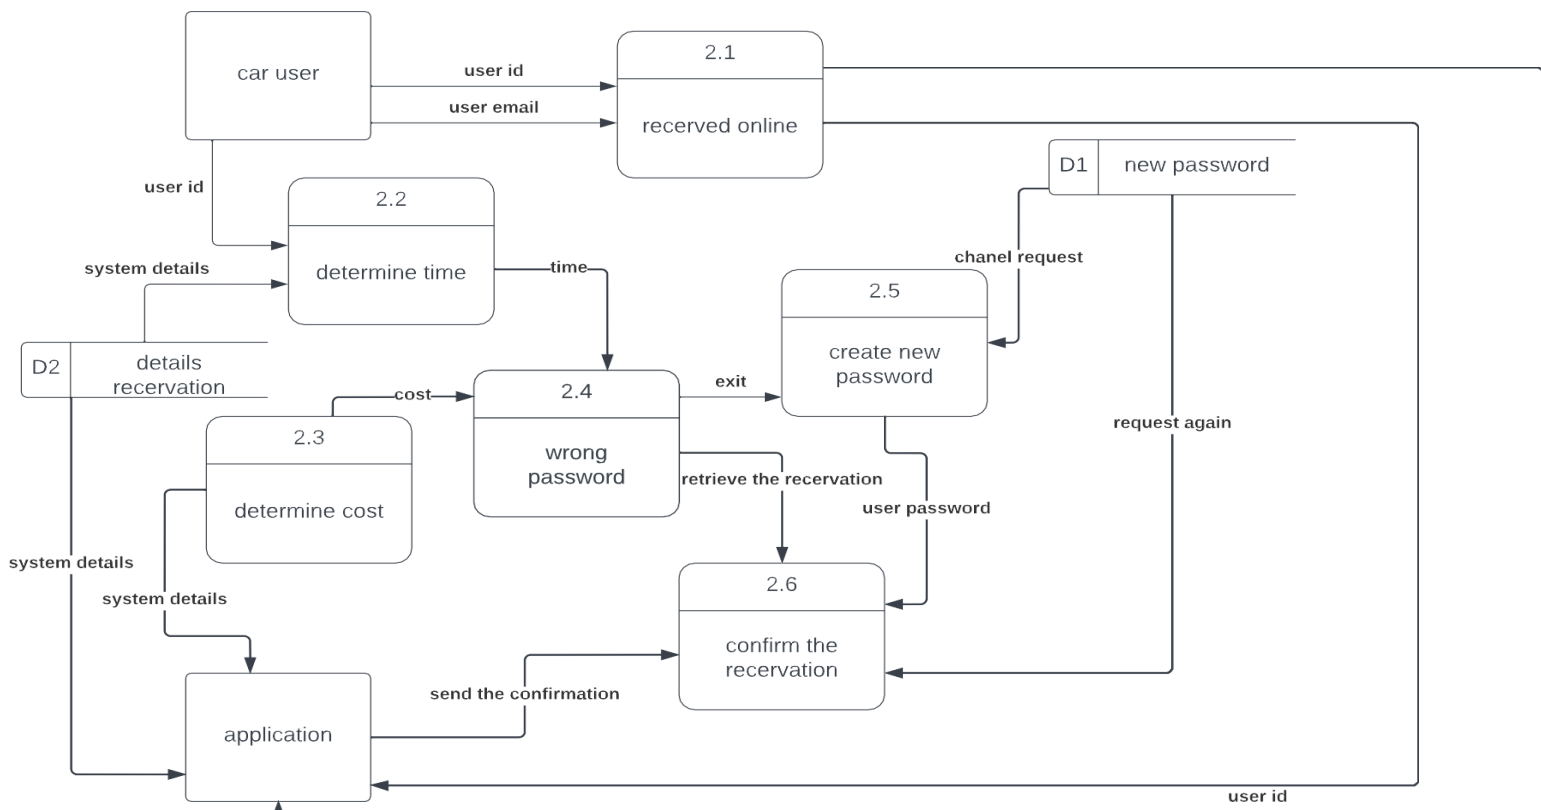 car user
user id
user email
2.1
recerved online
D1
new password
user id
2.2
determine time
system details
time
chanel request
2.5
create new
password
D2
details
recervation
cost
2.4
wrong
password
exit
request again
2.3
determine cost
retrieve the recervation
user password
system details
system details
2.6
confirm the
recervation
send the confirmation
application
user id